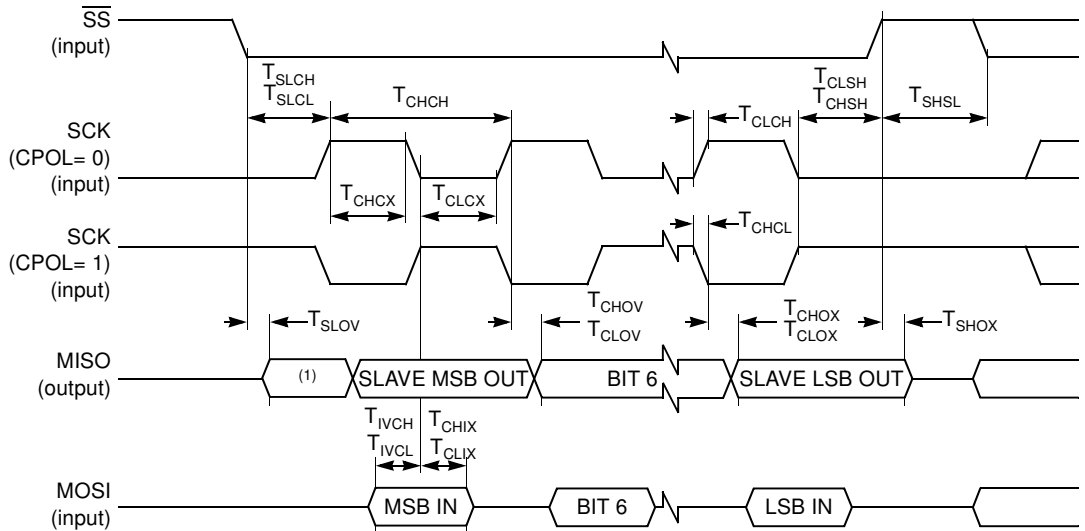 SS
(input)
TSLCH
TSLCL
TCHCH
TCLCH
TCLSH
TCHSH
TSHSL
SCK
(CPOL= 0)
(input)
TCHCX
TCLCX
TCHCL
SCK
(CPOL= 1)
(input)
TSLOV
TCHOV
TCLOV
TCHOX
TCLOX
TSHOX
MISO
(output)
(1)
SLAVE MSB OUT
BIT 6
SLAVE LSB OUT
TIVCH
TIVCL
TCHIX
TCLIX
MOSI
(input)
MSB IN
BIT 6
LSB IN